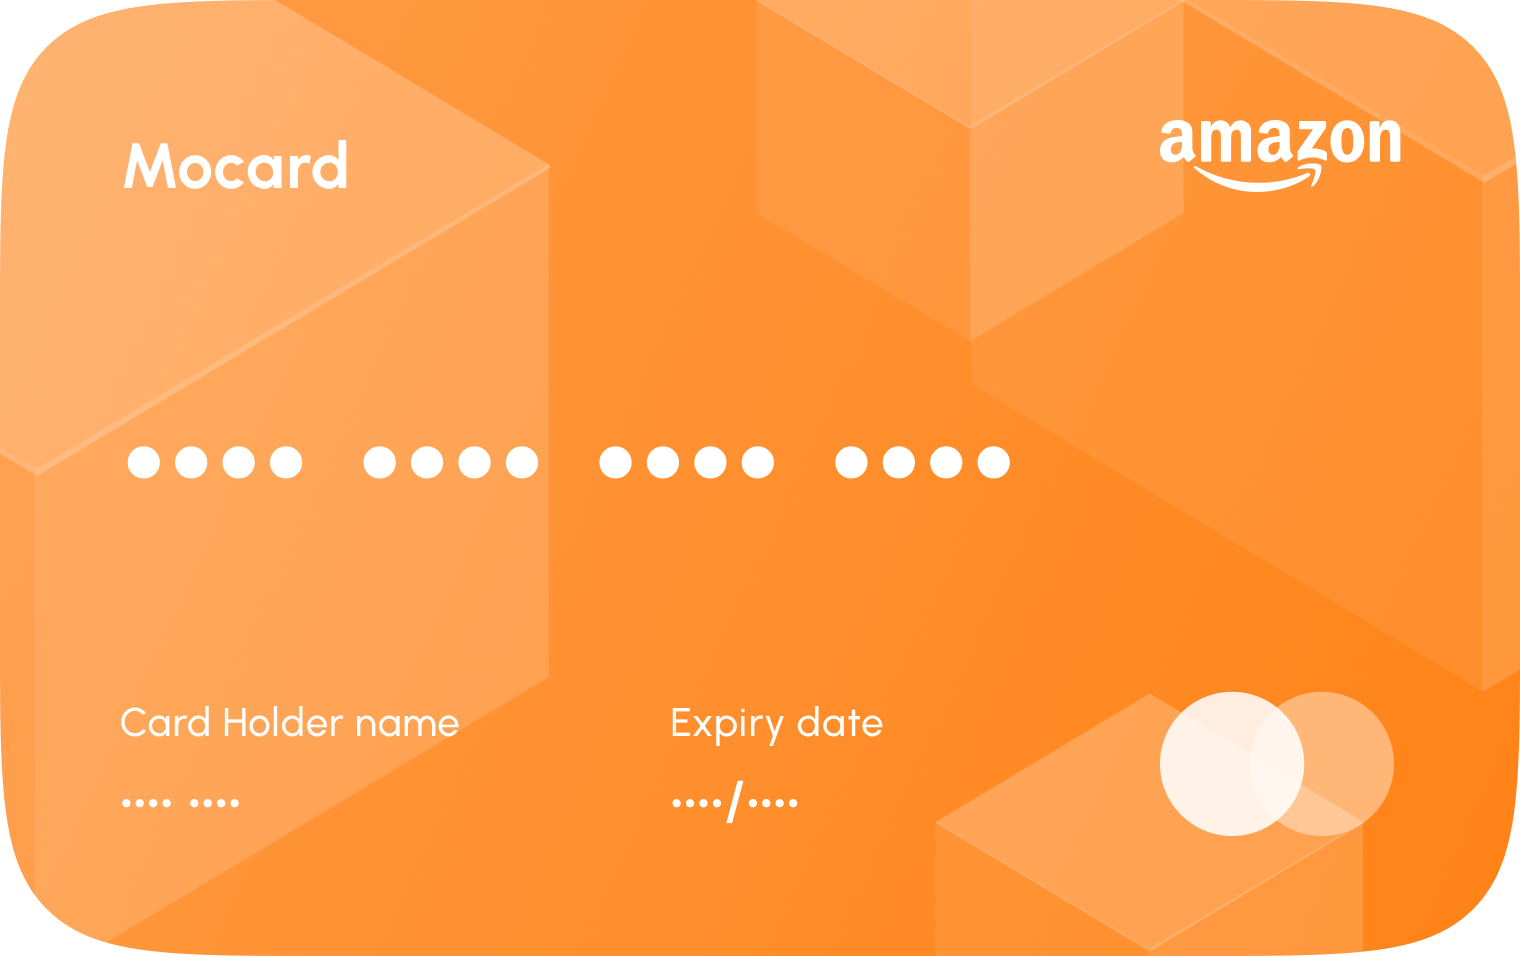 Mocard
amazon
•••• •••• •••• ••••
Card Holder name
Expiry date
•••• ••••
••••/••••